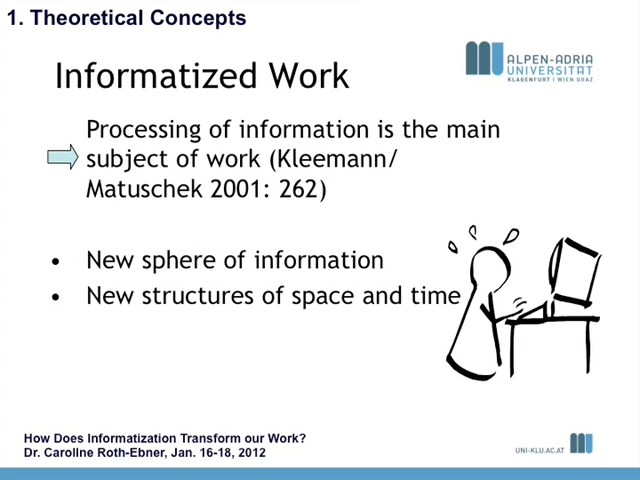 1. Theoretical Concepts
ALPEN-ADRIA
UNIVERSITÄT
KLAGENFURT I WIEN GRAZ
Informatized Work
Processing of information is the main
subject of work (Kleemann/
Matuschek 2001: 262)
• New sphere of information
• New structures of space and time
How Does Informatization Transform our Work?
Dr. Caroline Roth-Ebner, Jan. 16-18, 2012
UNI-KLU.AC.AT